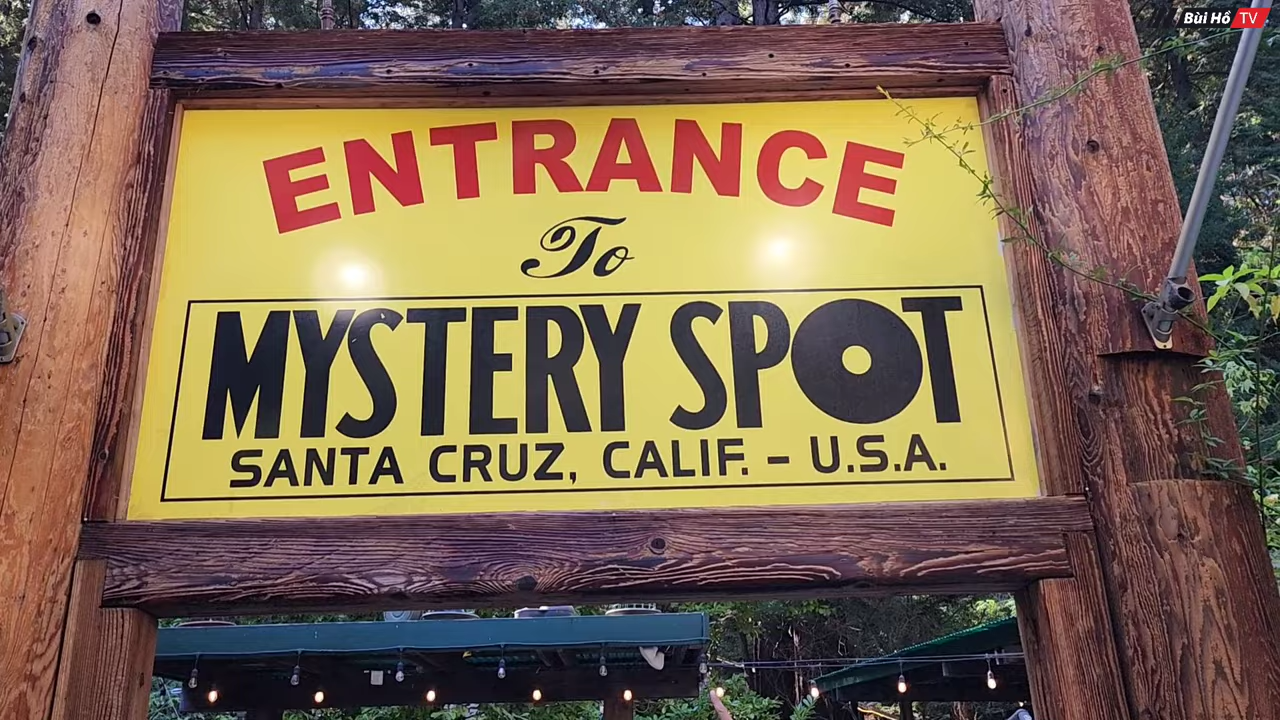 Bùi Hồ TV
ENTRANCE
To
MYSTERY SPOT
SANTA CRUZ, CALIF. - U.S.A.